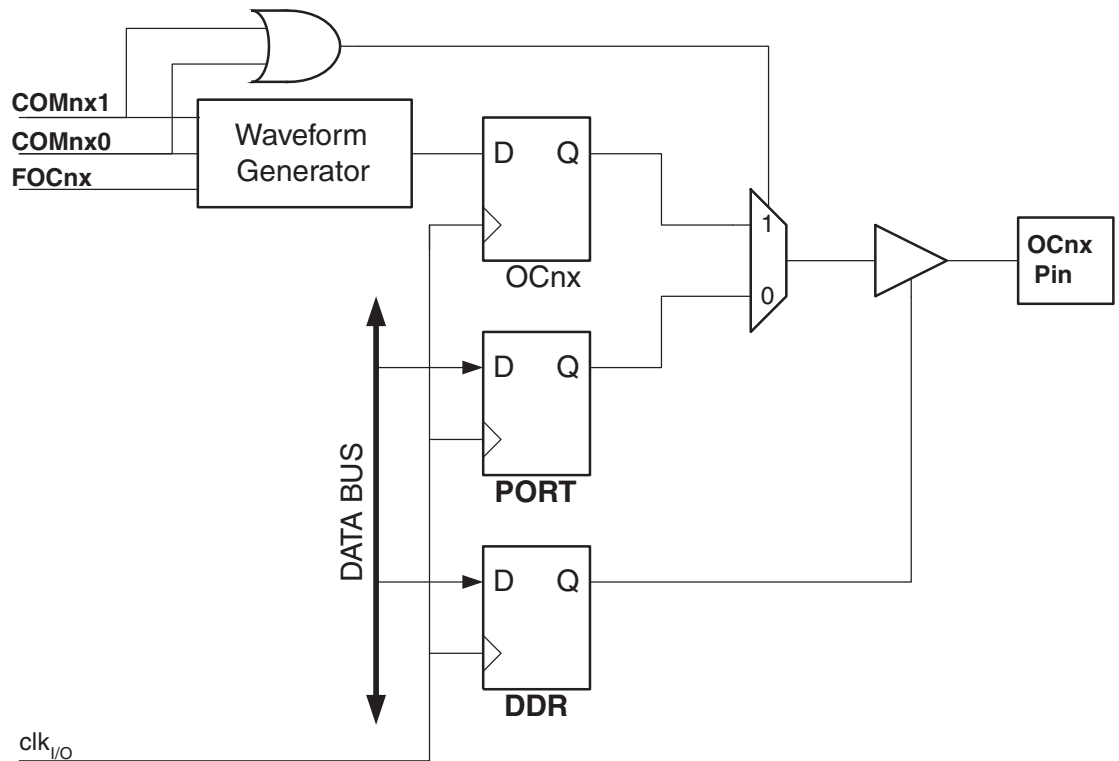 COMnx1
COMnx0
FOCnx
Waveform
Generator
D Q
OCnx
1
0
OCnx
Pin
D Q
PORT
DATA BUS
D Q
DDR
clkI/O